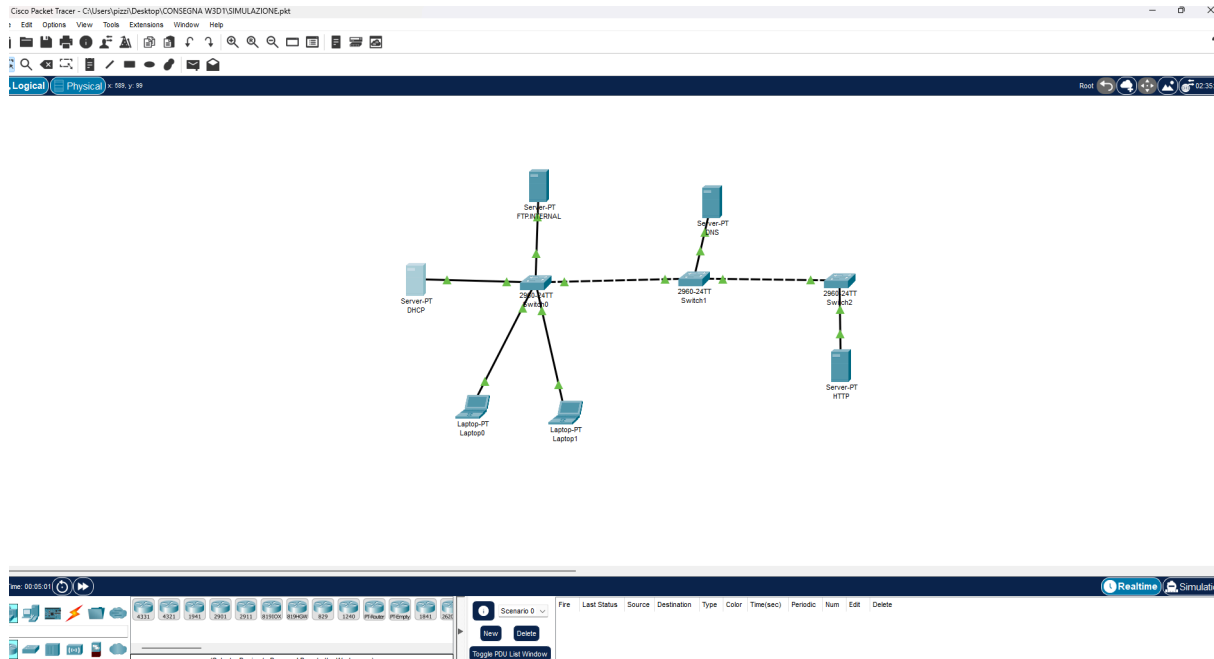 Cisco Packet Tracer - C:\Users\pizzi\Desktop\CONSEGNA W3D1\SIMULAZIONE.pkt
Edit Options View Tools Extensions Window Help
Logical Physical x: 589, y: 99 Root 02:35
Server-PT
FTP.INTERNAL
Server-PT
DNS
Server-PT
DHCP
2960-24TT
Switch0
2960-24TT
Switch1
2960-24TT
Switch2
Server-PT
HTTP
Laptop-PT
Laptop0
Laptop-PT
Laptop1
Time: 00:05:01 Realtime Simulati
4331 4321 1941 2901 2911 819IOX 819HGW 829 1240 PT-Router PT-Empty 1841 2620
Scenario 0
New Delete
Toggle PDU List Window
Fire Last Status Source Destination Type Color Time(sec) Periodic Num Edit Delete